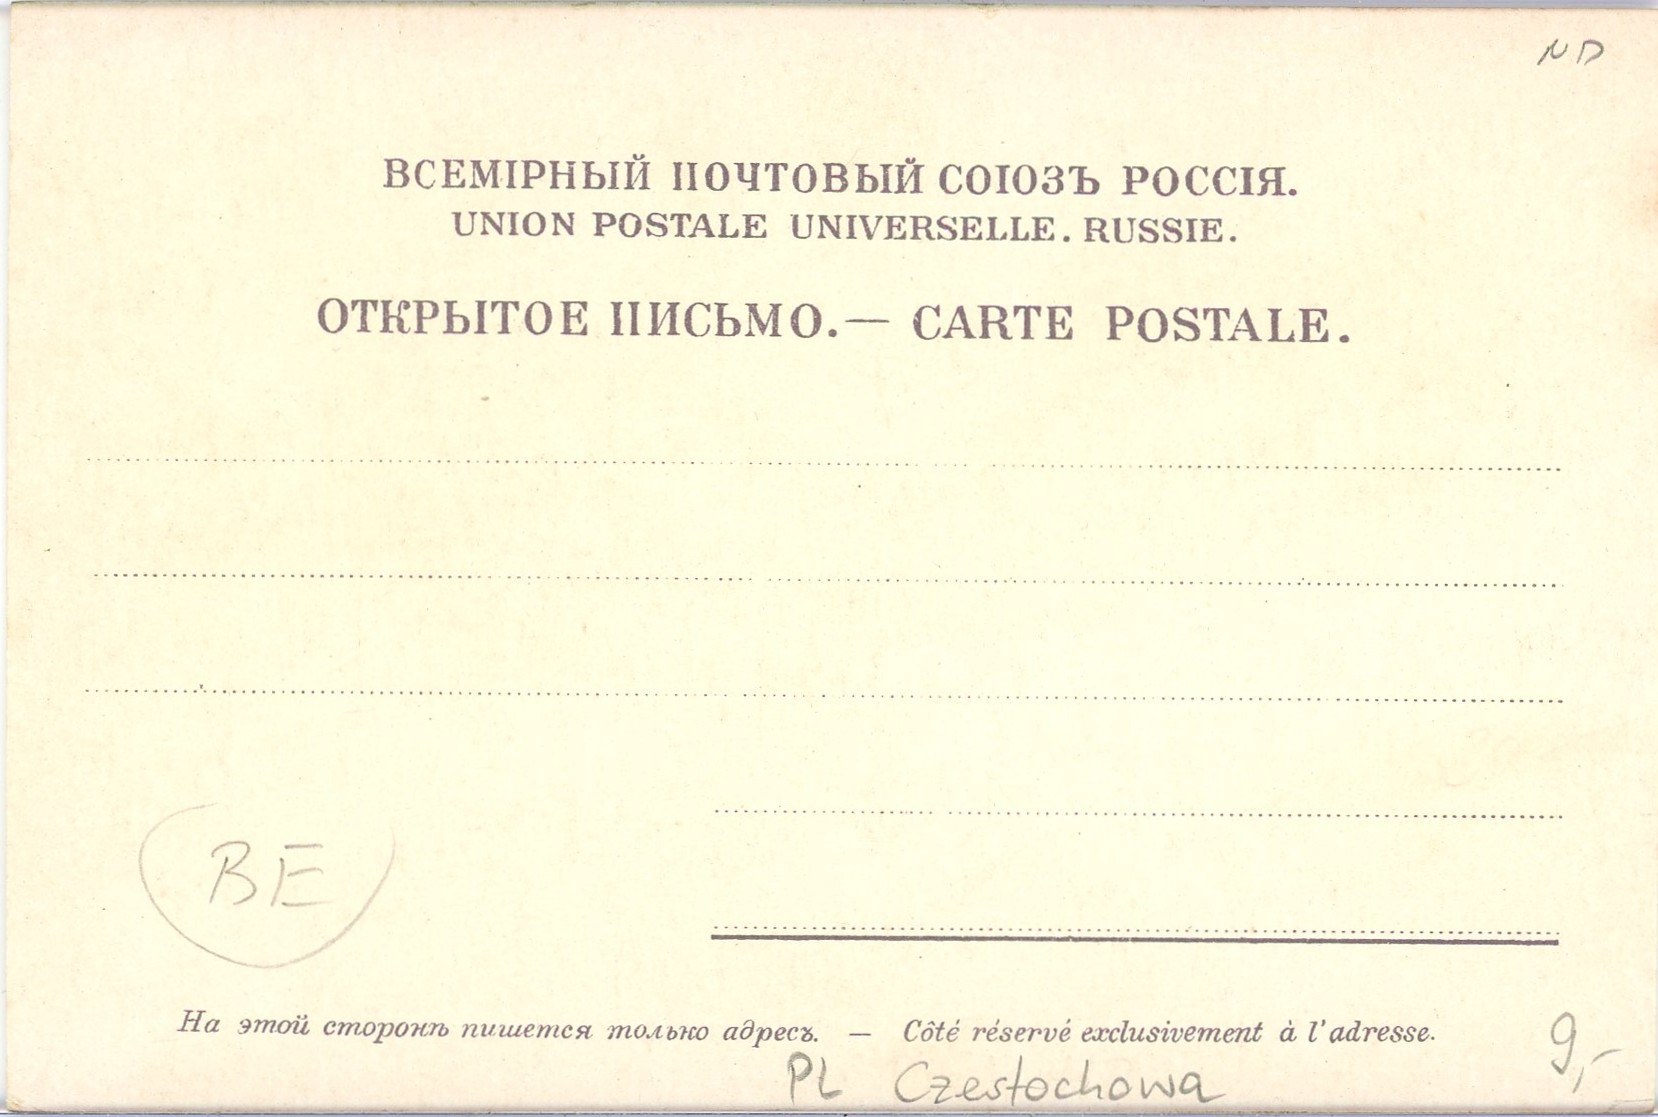 ND
ВСЕМІРНЫЙ ПОЧТОВЫЙ СОЮЗЪ РОССІЯ.
UNION POSTALE UNIVERSELLE. RUSSIE.
ОТКРЫТОЕ ПИСЬМО.— CARTE POSTALE.
BE
На этой сторонѣ пишется только адресъ. — Côté réservé exclusivement à l'adresse.
9,-
PL Czestochowa